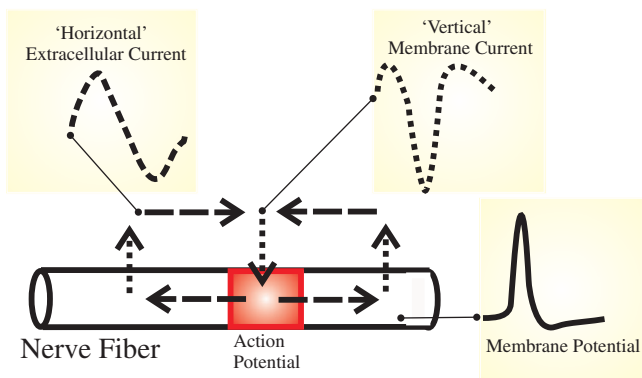 ‘Horizontal’
Extracellular Current
‘Vertical’
Membrane Current
Nerve Fiber
Action
Potential
Membrane Potential